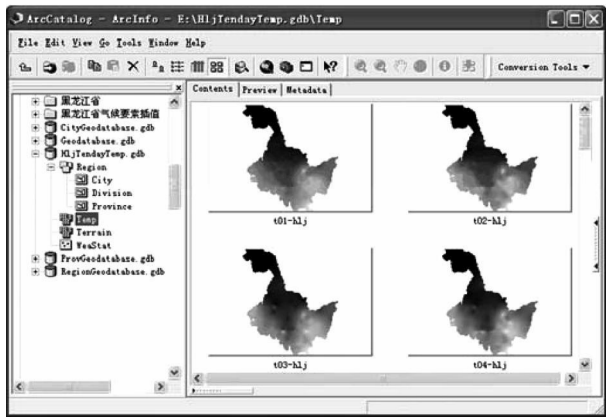 ArcCatalog - ArcInfo - E:\HljTendayTemp.gdb\Temp
File Edit View Go Tools Window Help
Conversion Tools
Contents Preview Metadata
黑龙江省
黑龙江省气候要素插值
CityGeodatabase.gdb
Geodatabase.gdb
HljTendayTemp.gdb
Region
City
Division
Province
Temp
Terrain
WeaStat
ProvGeodatabase.gdb
RegionGeodatabase.gdb
t01-hlj
t02-hlj
t03-hlj
t04-hlj